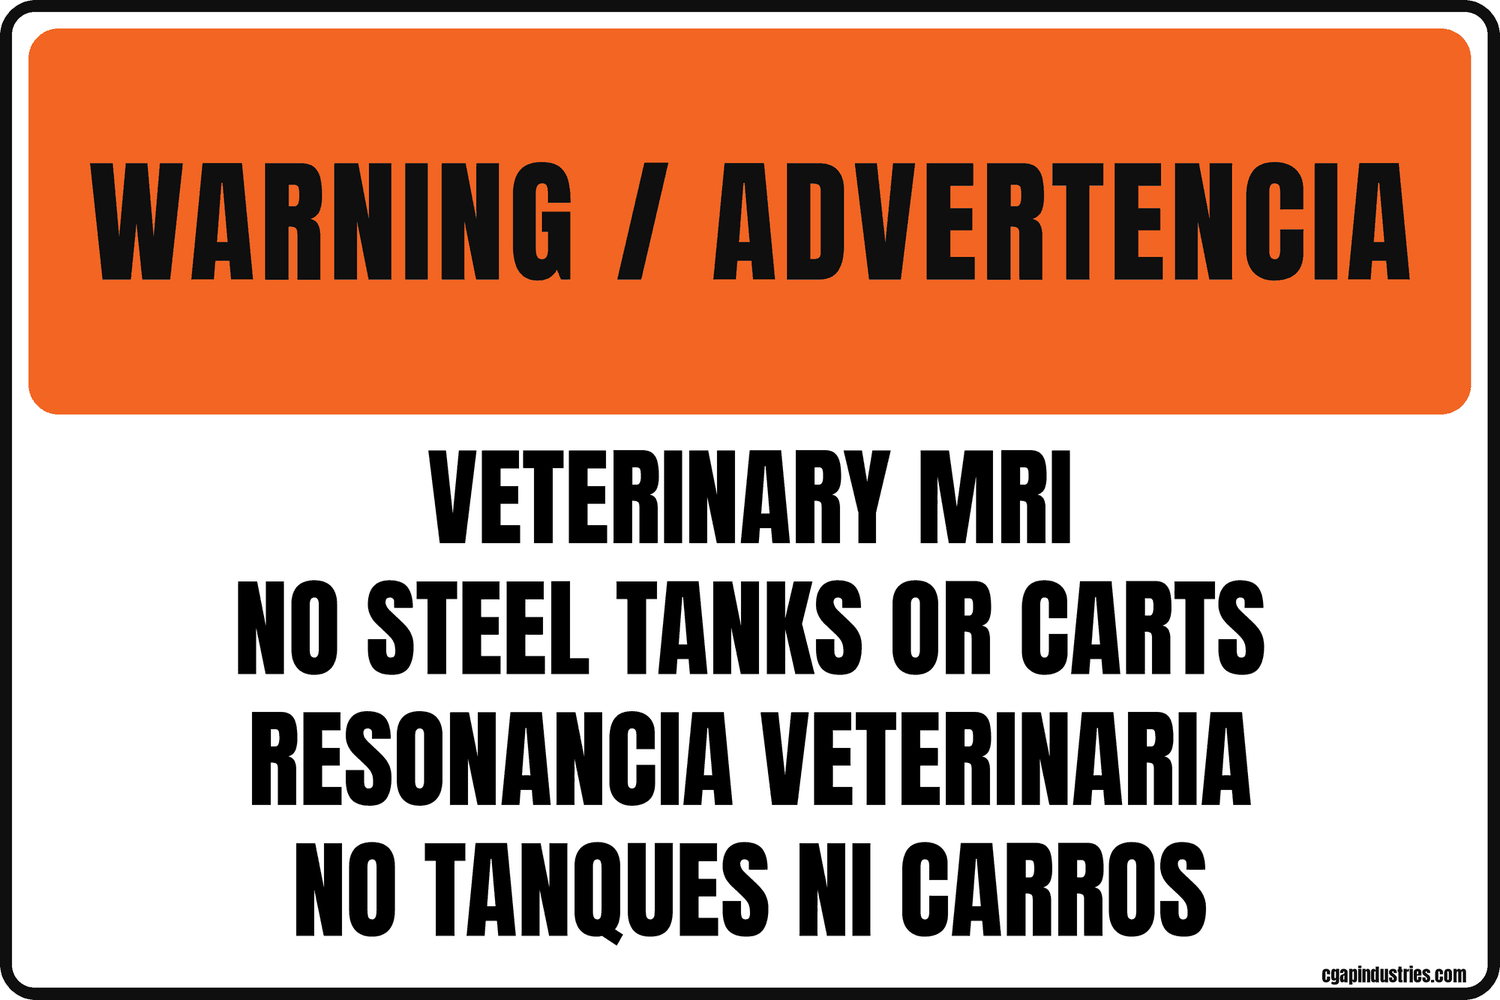 WARNING / ADVERTENCIA
VETERINARY MRI
NO STEEL TANKS OR CARTS
RESONANCIA VETERINARIA
NO TANQUES NI CARROS
cgapindustries.com